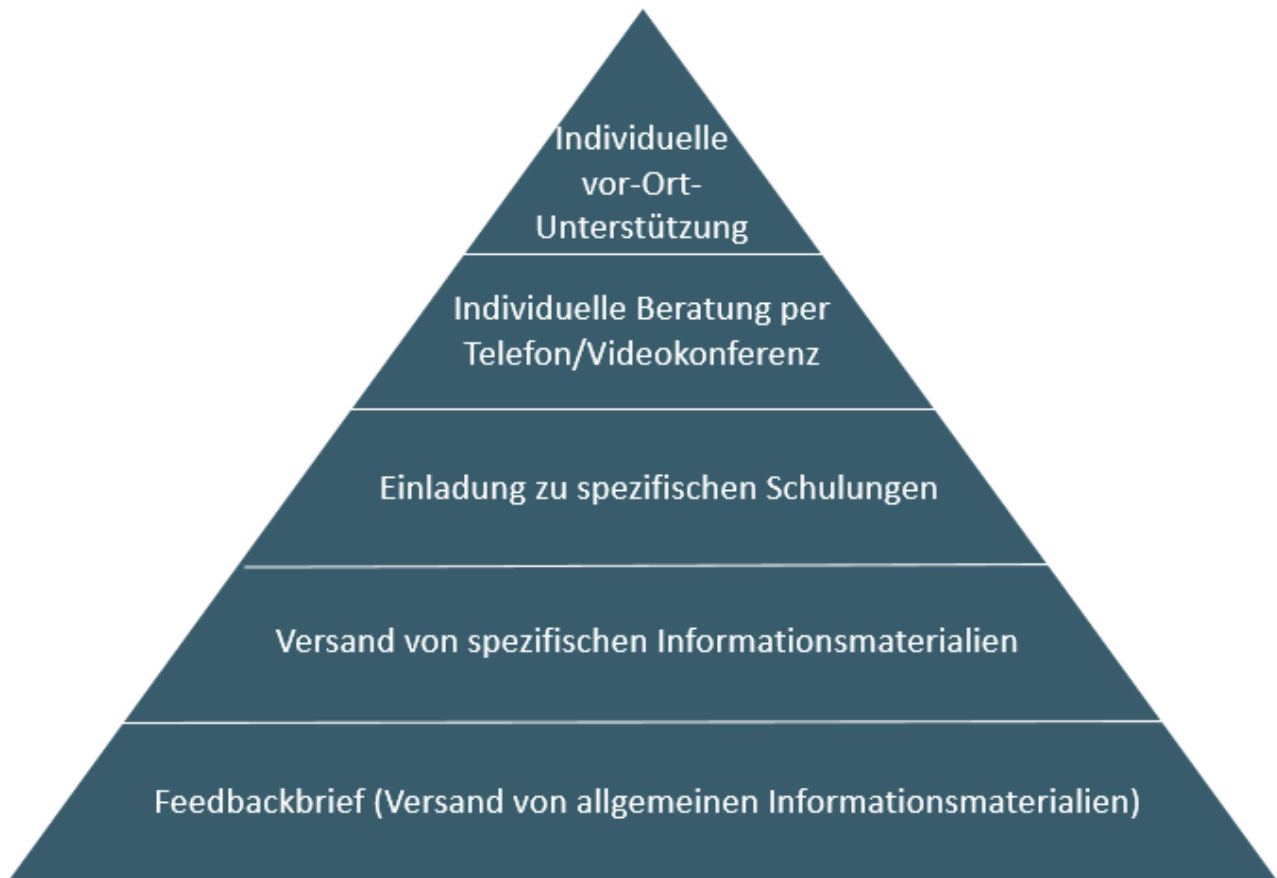 Individuelle
vor-Ort-
Unterstützung
Individuelle Beratung per
Telefon/Videokonferenz
Einladung zu spezifischen Schulungen
Versand von spezifischen Informationsmaterialien
Feedbackbrief (Versand von allgemeinen Informationsmaterialien)